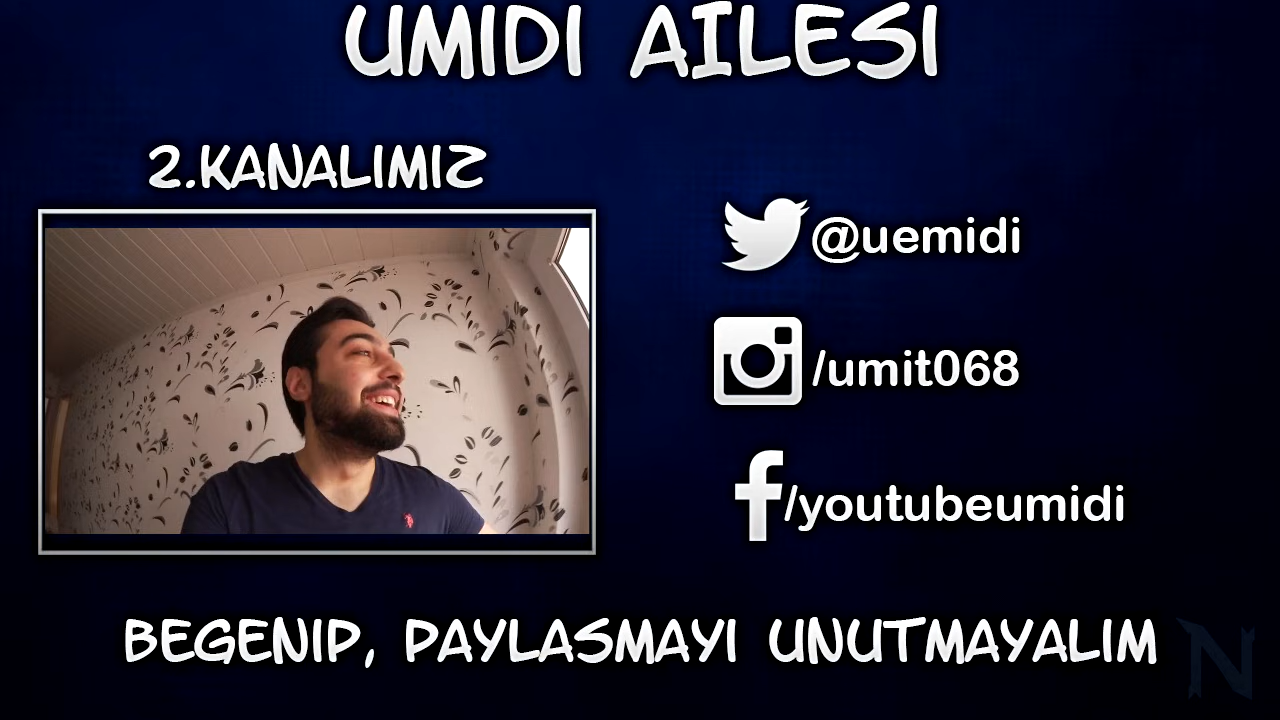 UMIDI AILESI
2.KANALIMIZ
@uemidi
/umit068
/youtubeumidi
BEGENIP, PAYLASMAYI UNUTMAYALIM
N